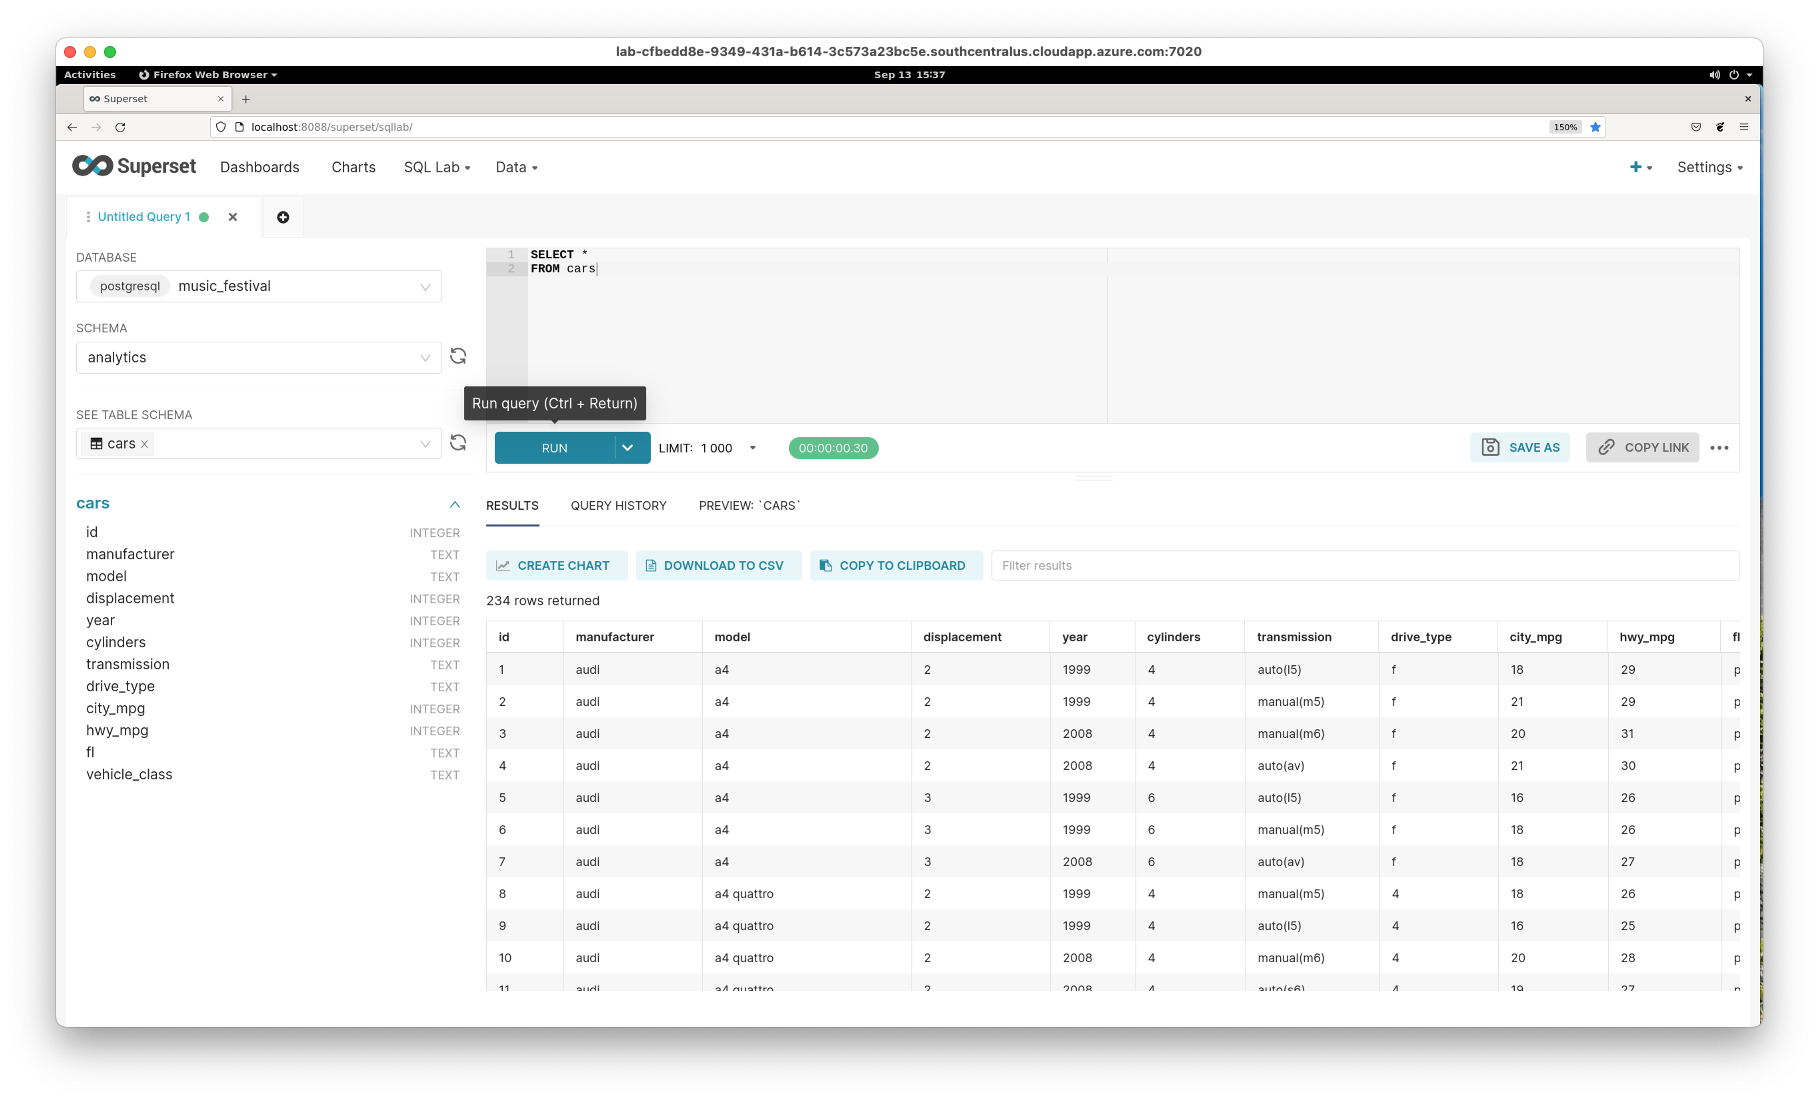 lab-cfbedd8e-9349-431a-b614-3c573a23bc5e.southcentralus.cloudapp.azure.com:7020
Activities Firefox Web Browser Sep 13 15:37
Superset
localhost:8088/superset/sqllab/ 150%
Superset Dashboards Charts SQL Lab Data + Settings
Untitled Query 1
DATABASE
postgresql music_festival
SCHEMA
analytics
SEE TABLE SCHEMA
cars
cars
id INTEGER
manufacturer TEXT
model TEXT
displacement INTEGER
year INTEGER
cylinders INTEGER
transmission TEXT
drive_type TEXT
city_mpg INTEGER
hwy_mpg INTEGER
fl TEXT
vehicle_class TEXT
1 SELECT *
2 FROM cars
Run query (Ctrl + Return)
RUN LIMIT: 1 000 00:00:00.30 SAVE AS COPY LINK
RESULTS QUERY HISTORY PREVIEW: `CARS`
CREATE CHART DOWNLOAD TO CSV COPY TO CLIPBOARD Filter results
234 rows returned
id manufacturer model displacement year cylinders transmission drive_type city_mpg hwy_mpg fl
1 audi a4 2 1999 4 auto(l5) f 18 29 p
2 audi a4 2 1999 4 manual(m5) f 21 29 p
3 audi a4 2 2008 4 manual(m6) f 20 31 p
4 audi a4 2 2008 4 auto(av) f 21 30 p
5 audi a4 3 1999 6 auto(l5) f 16 26 p
6 audi a4 3 1999 6 manual(m5) f 18 26 p
7 audi a4 3 2008 6 auto(av) f 18 27 p
8 audi a4 quattro 2 1999 4 manual(m5) 4 18 26 p
9 audi a4 quattro 2 1999 4 auto(l5) 4 16 25 p
10 audi a4 quattro 2 2008 4 manual(m6) 4 20 28 p
11 audi a4 quattro 2 2008 4 auto(s6) 4 19 27 p